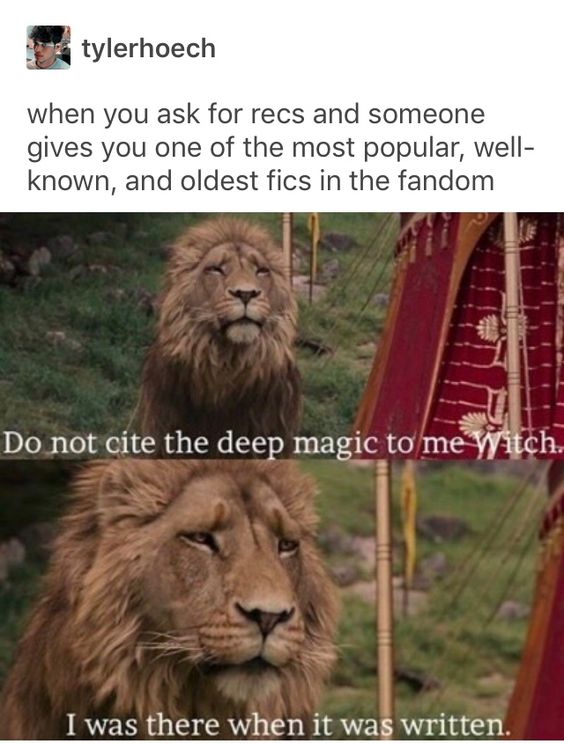 tylerhoech
when you ask for recs and someone
gives you one of the most popular, well-
known, and oldest fics in the fandom
Do not cite the deep magic to me Witch.
I was there when it was written.